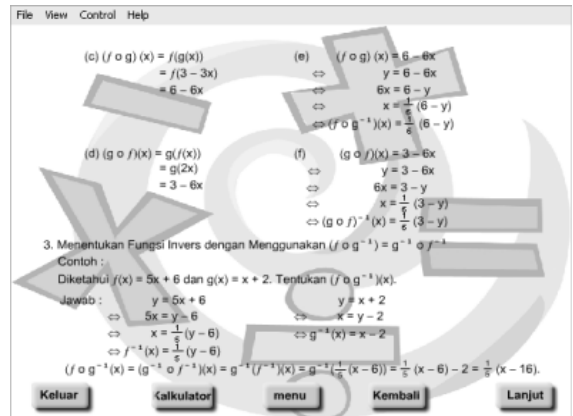 File View Control Help
(c) (f o g) (x) = f(g(x))
= f(3 – 3x)
= 6 – 6x
(e) (f o g) (x) = 6 – 6x
⇔ y = 6 – 6x
⇔ 6x = 6 – y
⇔ x = 1/6 (6 – y)
⇔ (f o g⁻¹)(x) = 1/6 (6 – y)
(d) (g o f)(x) = g(f(x))
= g(2x)
= 3 – 6x
(f) (g o f)(x) = 3 – 6x
⇔ y = 3 – 6x
⇔ 6x = 3 – y
⇔ x = 1/6 (3 – y)
⇔ (g o f)⁻¹(x) = 1/6 (3 – y)
3. Menentukan Fungsi Invers dengan Menggunakan (f o g⁻¹) = g⁻¹ o f⁻¹
Contoh :
Diketahui f(x) = 5x + 6 dan g(x) = x + 2. Tentukan (f o g⁻¹)(x).
Jawab : y = 5x + 6
⇔ 5x = y – 6
⇔ x = 1/5 (y – 6)
⇔ f⁻¹(x) = 1/5 (y – 6)
y = x + 2
⇔ x = y – 2
⇔ g⁻¹(x) = x – 2
(f o g⁻¹(x) = (g⁻¹ o f⁻¹)(x) = g⁻¹(f⁻¹)(x) = g⁻¹(1/5 (x – 6)) = 1/5 (x – 6) – 2 = 1/5 (x – 16).
Keluar Kalkulator menu Kembali Lanjut